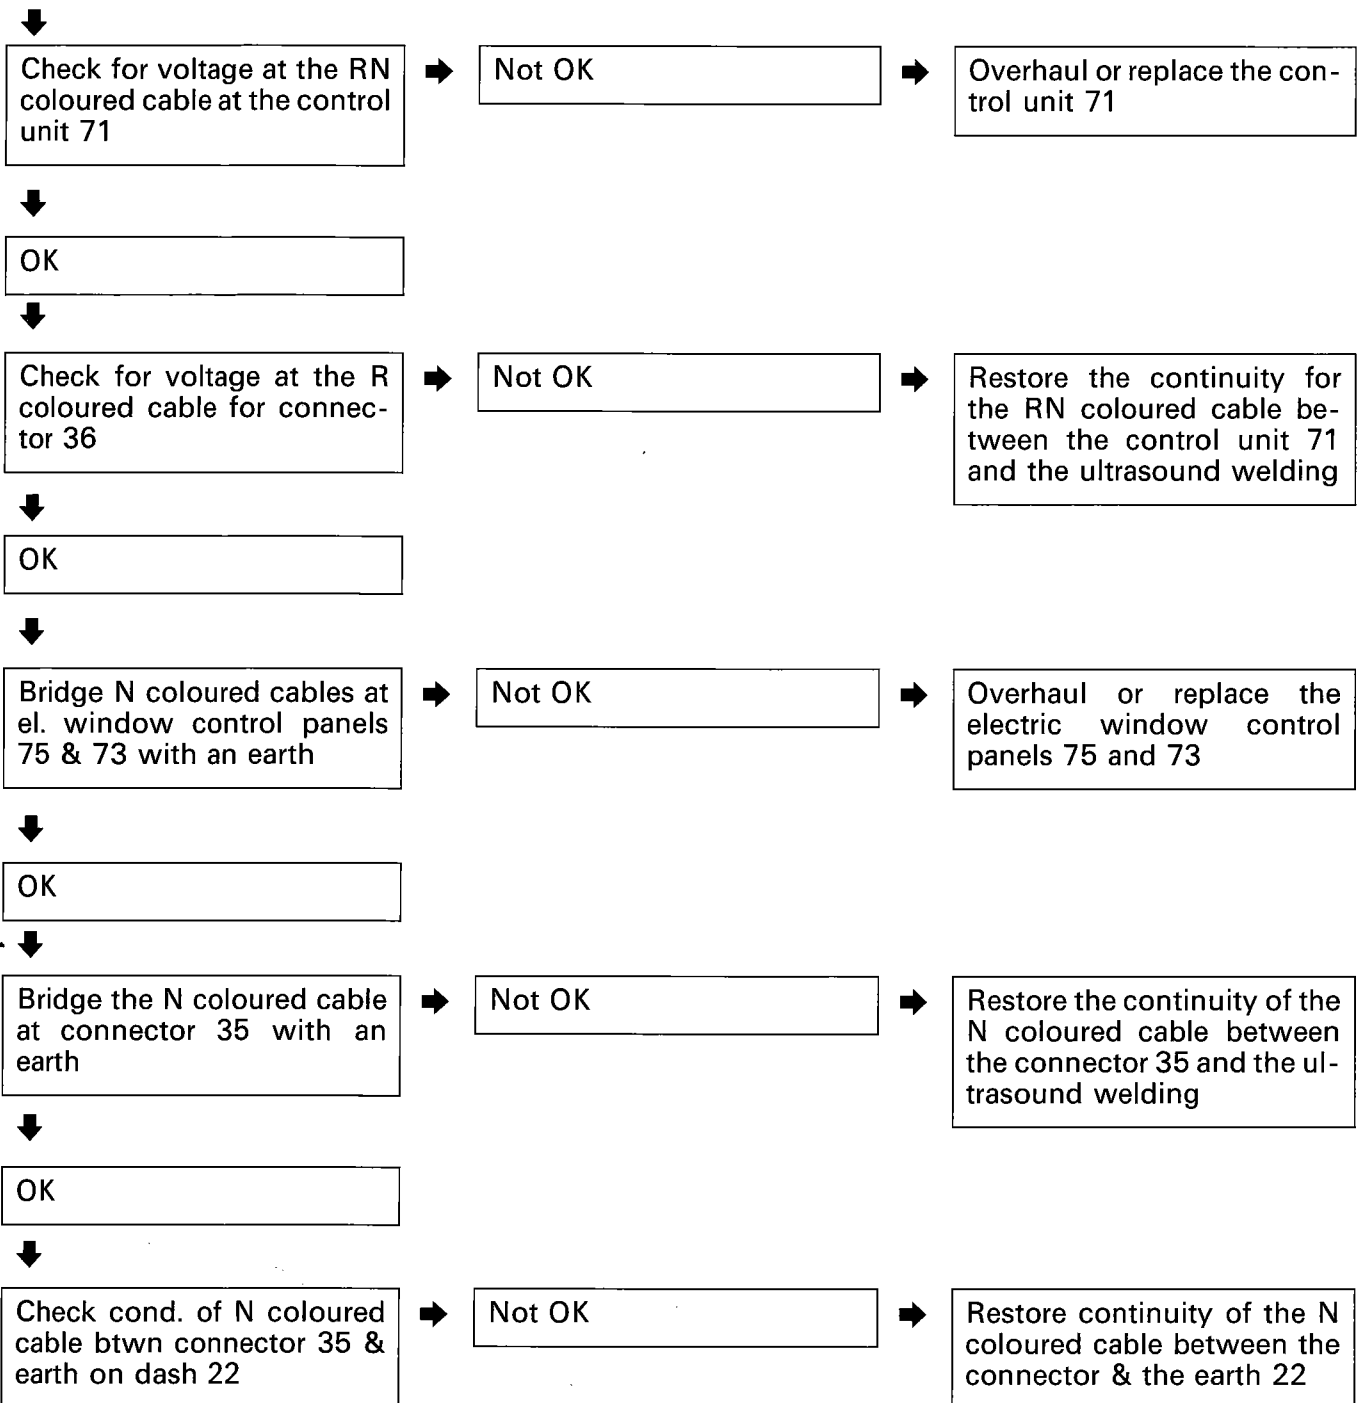 Check for voltage at the RN
coloured cable at the control
unit 71
Not OK
Overhaul or replace the con-
trol unit 71
OK
Check for voltage at the R
coloured cable for connec-
tor 36
Not OK
Restore the continuity for
the RN coloured cable be-
tween the control unit 71
and the ultrasound welding
OK
Bridge N coloured cables at
el. window control panels
75 & 73 with an earth
Not OK
Overhaul or replace the
electric window control
panels 75 and 73
OK
Bridge the N coloured cable
at connector 35 with an
earth
Not OK
Restore the continuity of the
N coloured cable between
the connector 35 and the ul-
trasound welding
OK
Check cond. of N coloured
cable btwn connector 35 &
earth on dash 22
Not OK
Restore continuity of the N
coloured cable between the
connector & the earth 22